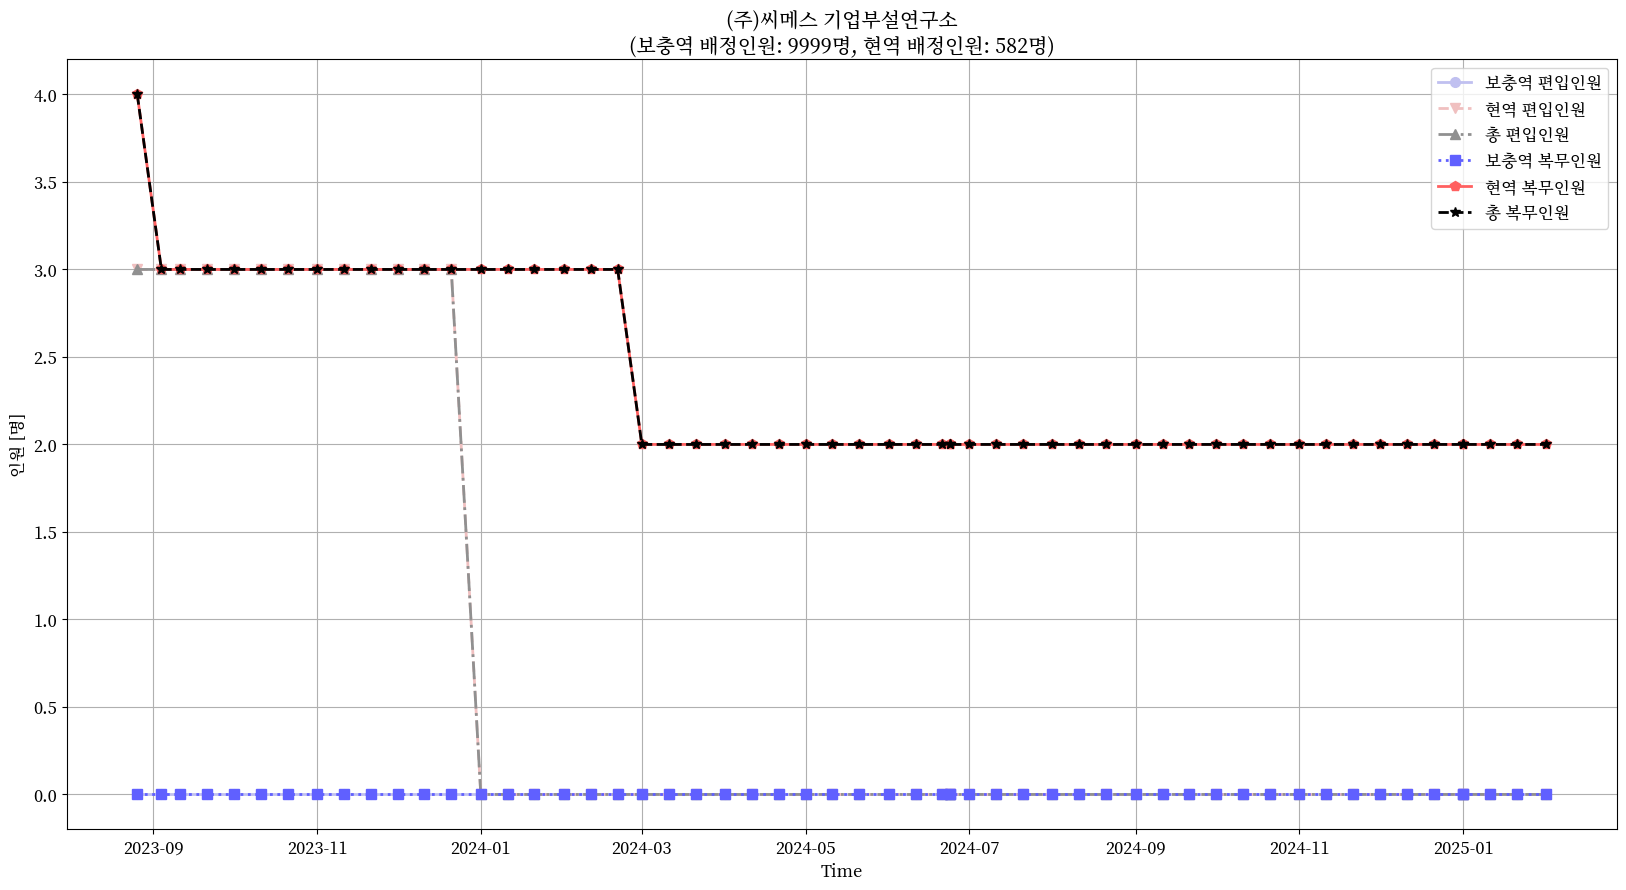 (주)씨메스 기업부설연구소
(보충역 배정인원: 9999명, 현역 배정인원: 582명)
보충역 편입인원
현역 편입인원
총 편입인원
보충역 복무인원
현역 복무인원
총 복무인원
인원 [명]
4.0
3.5
3.0
2.5
2.0
1.5
1.0
0.5
0.0
2023-09 2023-11 2024-01 2024-03 2024-05 2024-07 2024-09 2024-11 2025-01
Time